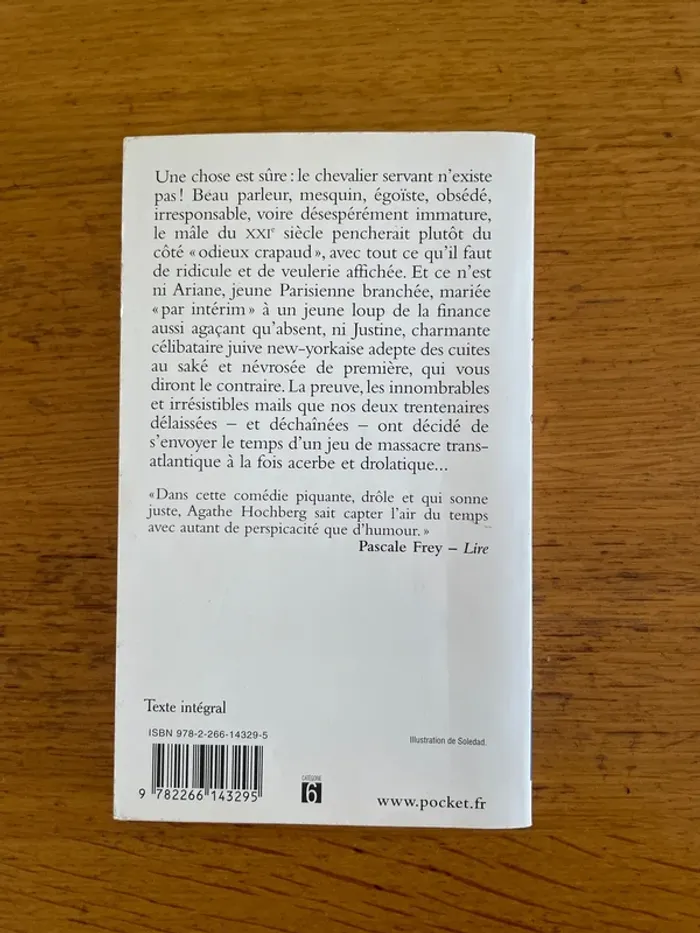 Une chose est sûre : le chevalier servant n'existe
pas ! Beau parleur, mesquin, égoïste, obsédé,
irresponsable, voire désespérément immature,
le mâle du XXIe siècle pencherait plutôt du
côté « odieux crapaud », avec tout ce qu'il faut
de ridicule et de veulerie affichée. Et ce n'est
ni Ariane, jeune Parisienne branchée, mariée
« par intérim » à un jeune loup de la finance
aussi agaçant qu'absent, ni Justine, charmante
célibataire juive new-yorkaise adepte des cuites
au saké et névrosée de première, qui vous
diront le contraire. La preuve, les innombrables
et irrésistibles mails que nos deux trentenaires
délaissées – et déchaînées – ont décidé de
s'envoyer le temps d'un jeu de massacre trans-
atlantique à la fois acerbe et drolatique...
« Dans cette comédie piquante, drôle et qui sonne
juste, Agathe Hochberg sait capter l'air du temps
avec autant de perspicacité que d'humour. »
Pascale Frey – Lire
Texte intégral
ISBN 978-2-266-14329-5
Illustration de Soledad.
9 782266 143295
CATÉGORIE
6
www.pocket.fr